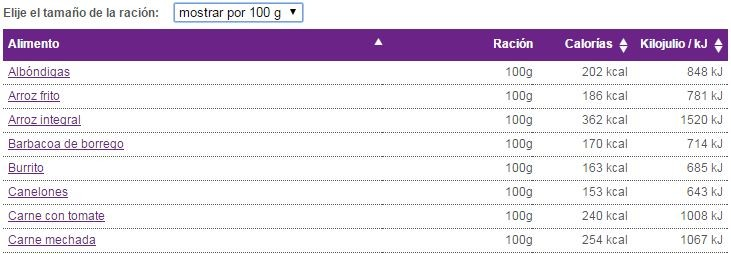 Elije el tamaño de la ración: mostrar por 100 g
Alimento Ración Calorías Kilojulio / kJ
Albóndigas 100g 202 kcal 848 kJ
Arroz frito 100g 186 kcal 781 kJ
Arroz integral 100g 362 kcal 1520 kJ
Barbacoa de borrego 100g 170 kcal 714 kJ
Burrito 100g 163 kcal 685 kJ
Canelones 100g 153 kcal 643 kJ
Carne con tomate 100g 240 kcal 1008 kJ
Carne mechada 100g 254 kcal 1067 kJ